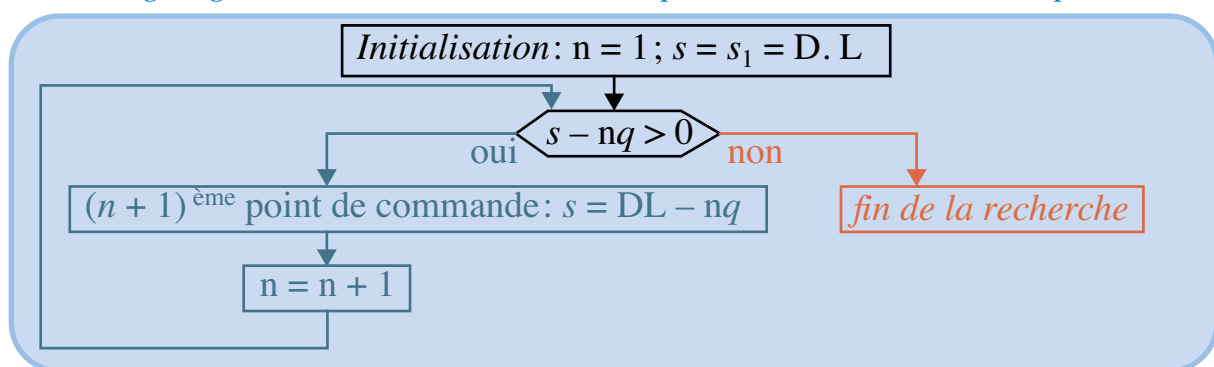 Initialisation: n = 1; s = s₁ = D. L
s – nq > 0
oui
non
(n + 1) ème point de commande: s = DL – nq
fin de la recherche
n = n + 1